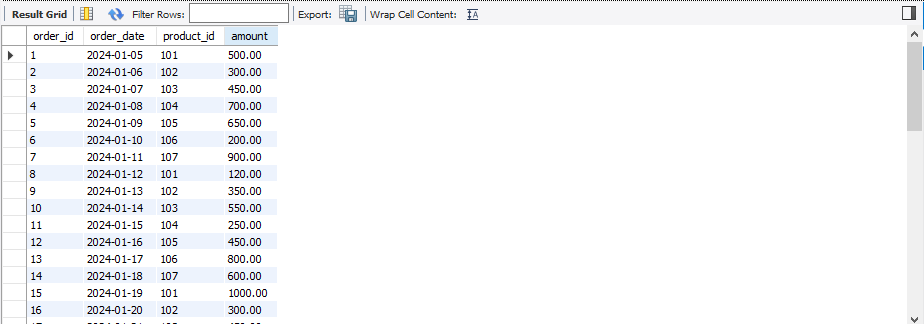 Result Grid Filter Rows: Export: Wrap Cell Content: IA
order_id order_date product_id amount
1 2024-01-05 101 500.00
2 2024-01-06 102 300.00
3 2024-01-07 103 450.00
4 2024-01-08 104 700.00
5 2024-01-09 105 650.00
6 2024-01-10 106 200.00
7 2024-01-11 107 900.00
8 2024-01-12 101 120.00
9 2024-01-13 102 350.00
10 2024-01-14 103 550.00
11 2024-01-15 104 250.00
12 2024-01-16 105 450.00
13 2024-01-17 106 800.00
14 2024-01-18 107 600.00
15 2024-01-19 101 1000.00
16 2024-01-20 102 300.00